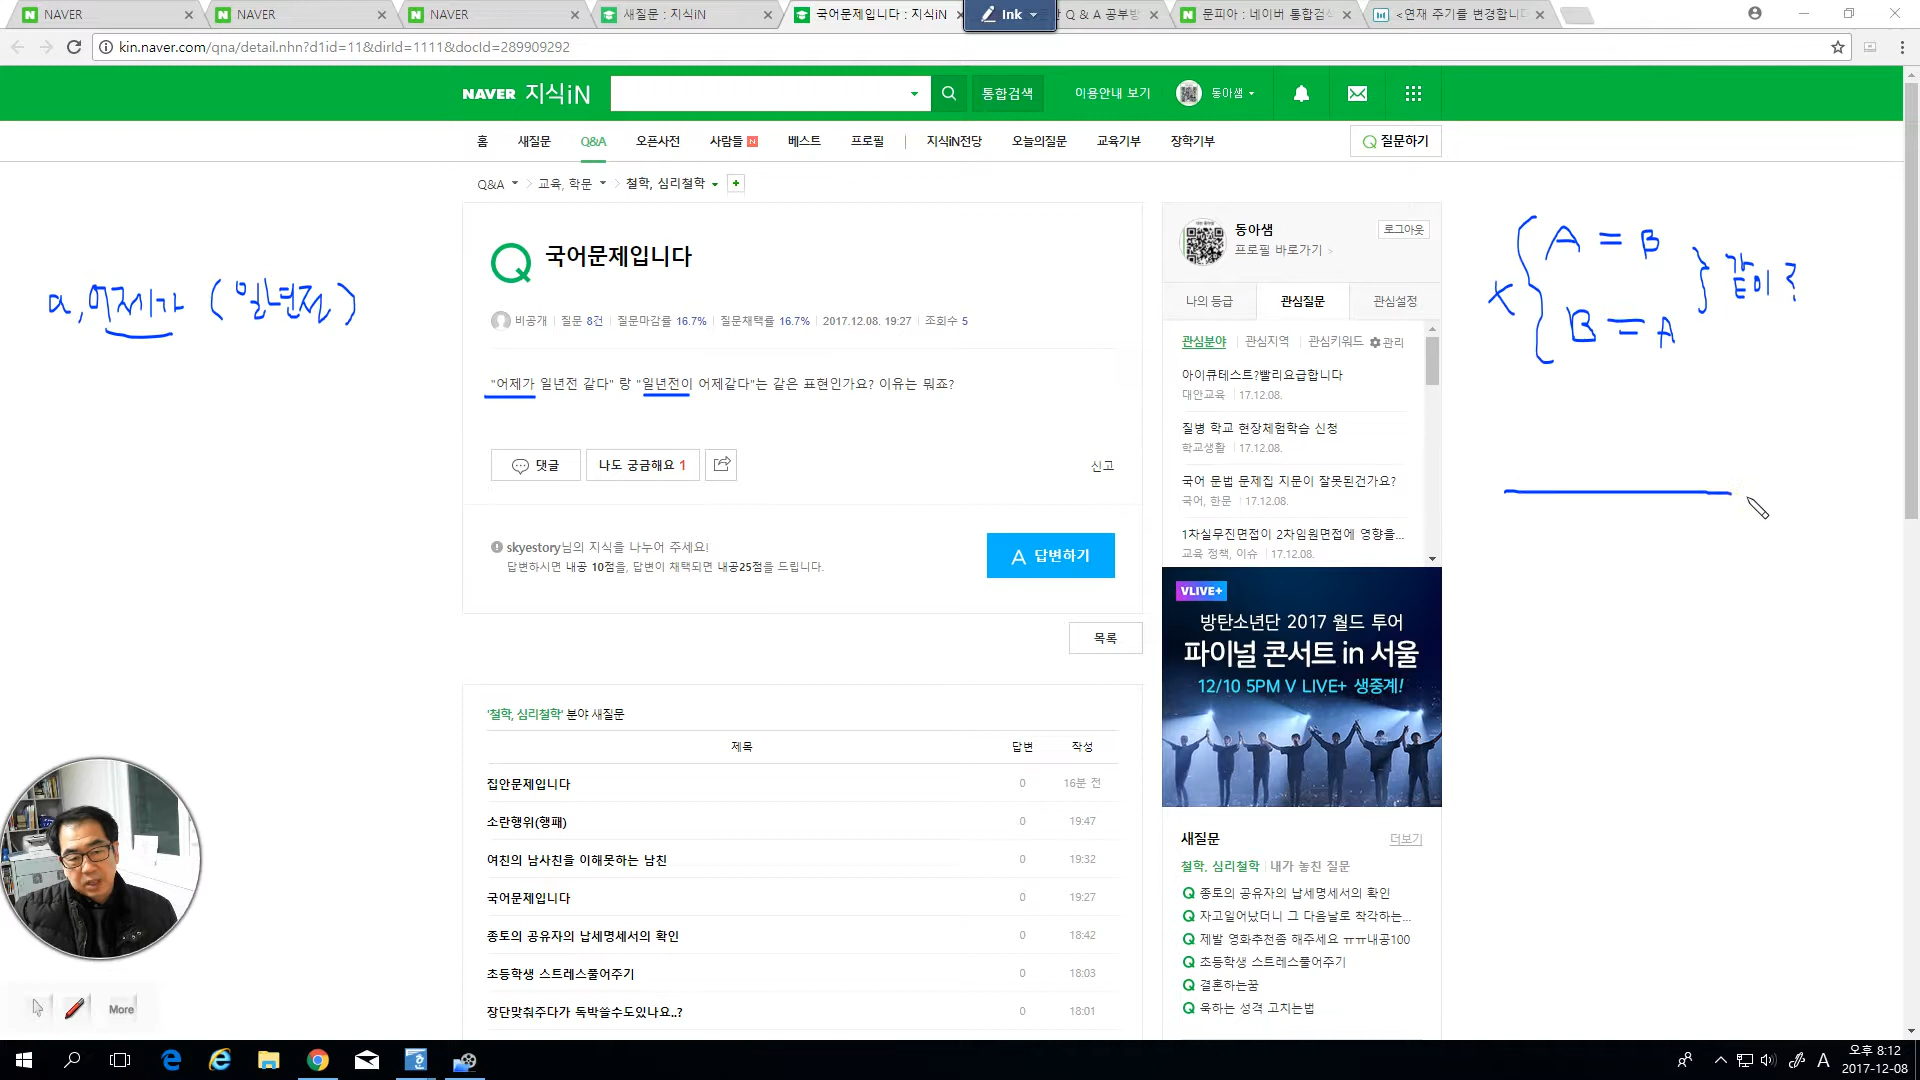 NAVER
NAVER
NAVER
새질문 : 지식iN
국어문제입니다 : 지식iN
Ink
Q & A 공부방
문피아 : 네이버 통합검색
<연재 주기를 변경합니다
kin.naver.com/qna/detail.nhn?d1id=11&dirId=1111&docId=289909292
NAVER 지식iN
통합검색
이용안내 보기
동아샘
홈 새질문 Q&A 오픈사전 사람들 N 베스트 프로필 지식iN전당 오늘의질문 교육기부 장학기부
질문하기
Q&A 교육, 학문 철학, 심리철학
국어문제입니다
비공개 질문 8건 질문마감률 16.7% 질문채택률 16.7% 2017.12.08. 19:27 조회수 5
"어제가 일년전 같다" 랑 "일년전이 어제같다"는 같은 표현인가요? 이유는 뭐죠?
댓글 나도 궁금해요 1
신고
skyestory님의 지식을 나누어 주세요!
답변하시면 내공 10점을, 답변이 채택되면 내공25점을 드립니다.
답변하기
목록
'철학, 심리철학' 분야 새질문
제목 답변 작성
집안문제입니다 0 16분 전
소란행위(행패) 0 19:47
여친의 남사친을 이해못하는 남친 0 19:32
국어문제입니다 0 19:27
종토의 공유자의 납세명세서의 확인 0 18:42
초등학생 스트레스풀어주기 0 18:03
장단맞춰주다가 독박쓸수도있나요..? 0 18:01
동아샘
로그아웃
프로필 바로가기 >
나의 등급 관심질문 관심설정
관심분야 관심지역 관심키워드 관리
아이큐테스트?빨리요급합니다
대안교육 17.12.08.
질병 학교 현장체험학습 신청
학교생활 17.12.08.
국어 문법 문제집 지문이 잘못된건가요?
국어, 한문 17.12.08.
1차실무진면접이 2차임원면접에 영향을...
교육 정책, 이슈 17.12.08.
VLIVE+
방탄소년단 2017 월드 투어
파이널 콘서트 in 서울
12/10 5PM V LIVE+ 생중계!
새질문 더보기
철학, 심리철학 내가 놓친 질문
종토의 공유자의 납세명세서의 확인
자고일어났더니 그 다음날로 착각하는...
제발 영화추천좀 해주세요 ㅠㅠ내공100
초등학생 스트레스풀어주기
결혼하는꿈
욱하는 성격 고치는법
a, 어제가 (일년전)
A = B
B = A
x
같이?
More
A
오후 8:12
2017-12-08